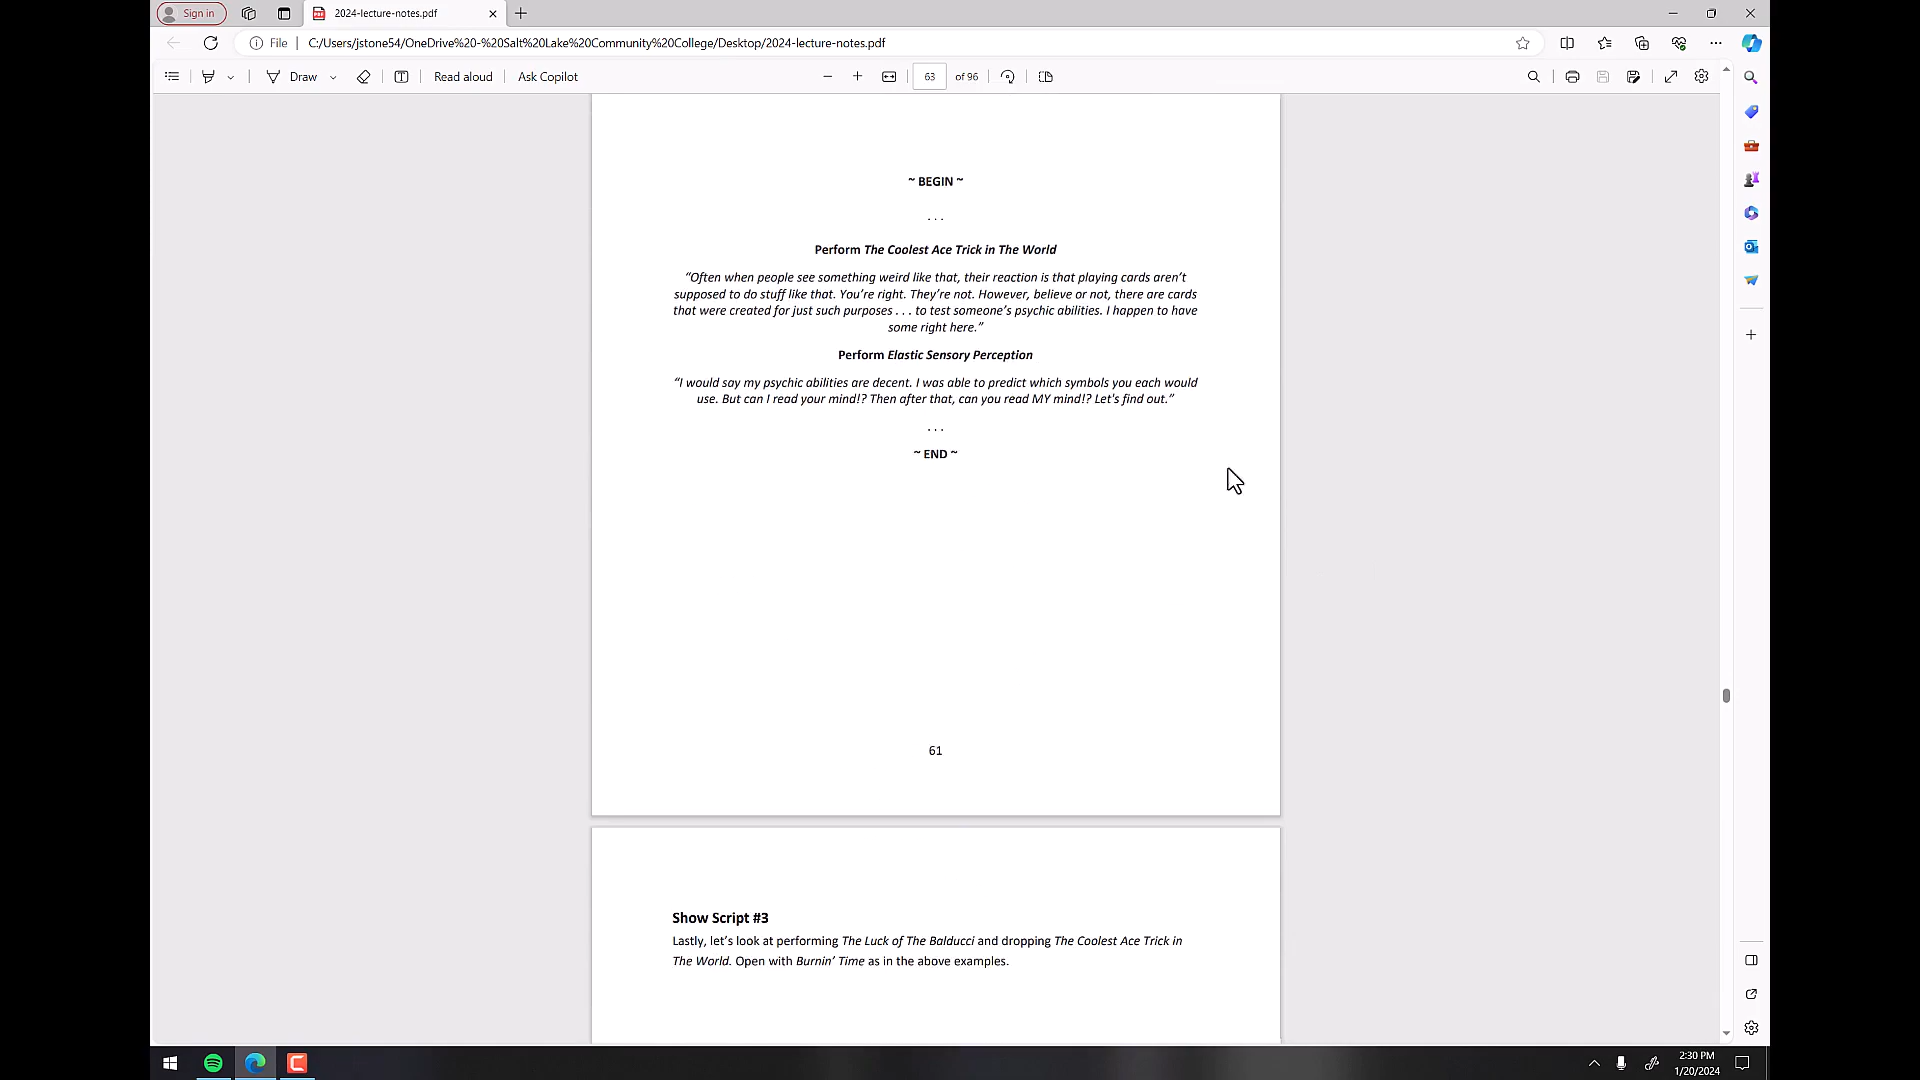 Sign in
2024-lecture-notes.pdf
File
C:/Users/jstone54/OneDrive%20-%20Salt%20Lake%20Community%20College/Desktop/2024-lecture-notes.pdf
Draw
Read aloud
Ask Copilot
63
of 96
~ BEGIN ~
. . .
Perform The Coolest Ace Trick in The World
“Often when people see something weird like that, their reaction is that playing cards aren’t
supposed to do stuff like that. You’re right. They’re not. However, believe or not, there are cards
that were created for just such purposes . . . to test someone’s psychic abilities. I happen to have
some right here.”
Perform Elastic Sensory Perception
“I would say my psychic abilities are decent. I was able to predict which symbols you each would
use. But can I read your mind!? Then after that, can you read MY mind!? Let's find out.”
. . .
~ END ~
61
Show Script #3
Lastly, let’s look at performing The Luck of The Balducci and dropping The Coolest Ace Trick in
The World. Open with Burnin’ Time as in the above examples.
2:30 PM
1/20/2024